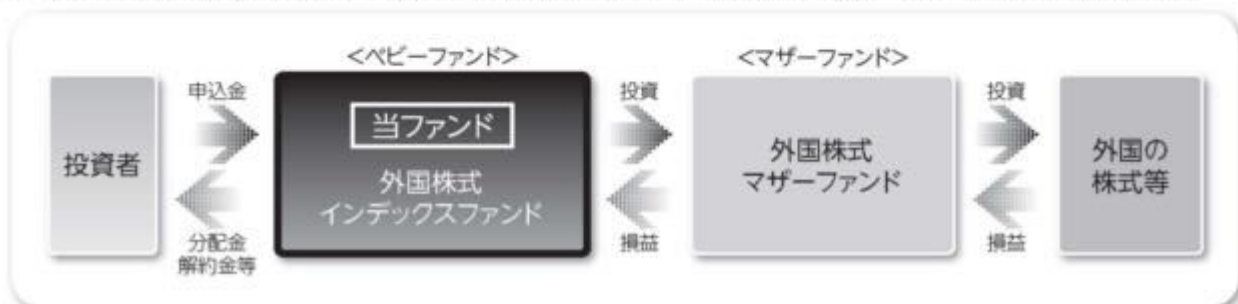 <ベビーファンド>
<マザーファンド>
投資者
申込金
分配金
解約金等
当ファンド
外国株式
インデックスファンド
投資
損益
外国株式
マザーファンド
投資
損益
外国の
株式等